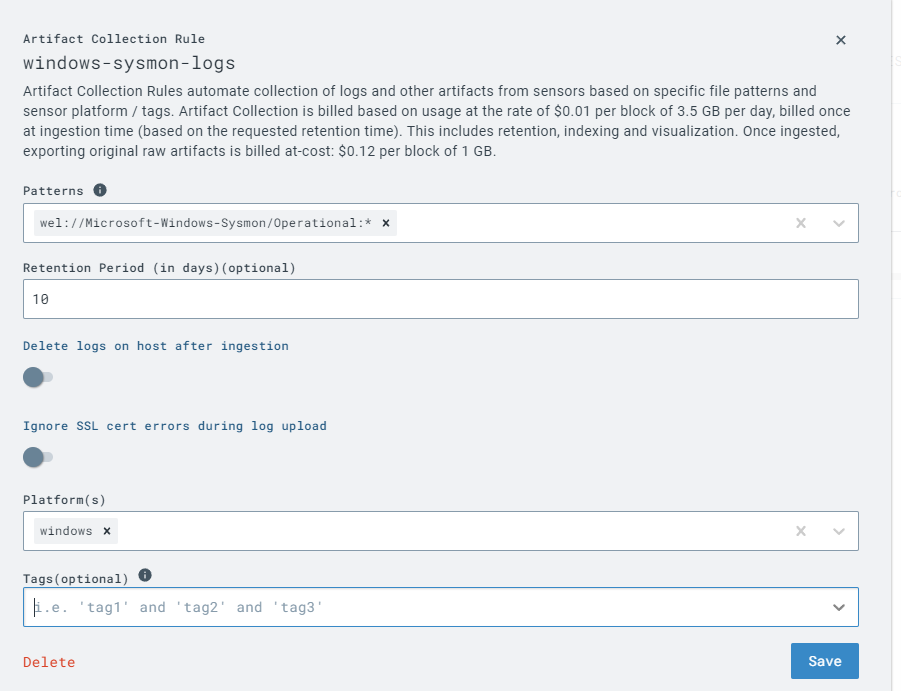 Artifact Collection Rule
windows-sysmon-logs
Artifact Collection Rules automate collection of logs and other artifacts from sensors based on specific file patterns and
sensor platform / tags. Artifact Collection is billed based on usage at the rate of $0.01 per block of 3.5 GB per day, billed once
at ingestion time (based on the requested retention time). This includes retention, indexing and visualization. Once ingested,
exporting original raw artifacts is billed at-cost: $0.12 per block of 1 GB.
Patterns
wel://Microsoft-Windows-Sysmon/Operational:*
Retention Period (in days)(optional)
10
Delete logs on host after ingestion
Ignore SSL cert errors during log upload
Platform(s)
windows
Tags(optional)
i.e. 'tag1' and 'tag2' and 'tag3'
Delete
Save